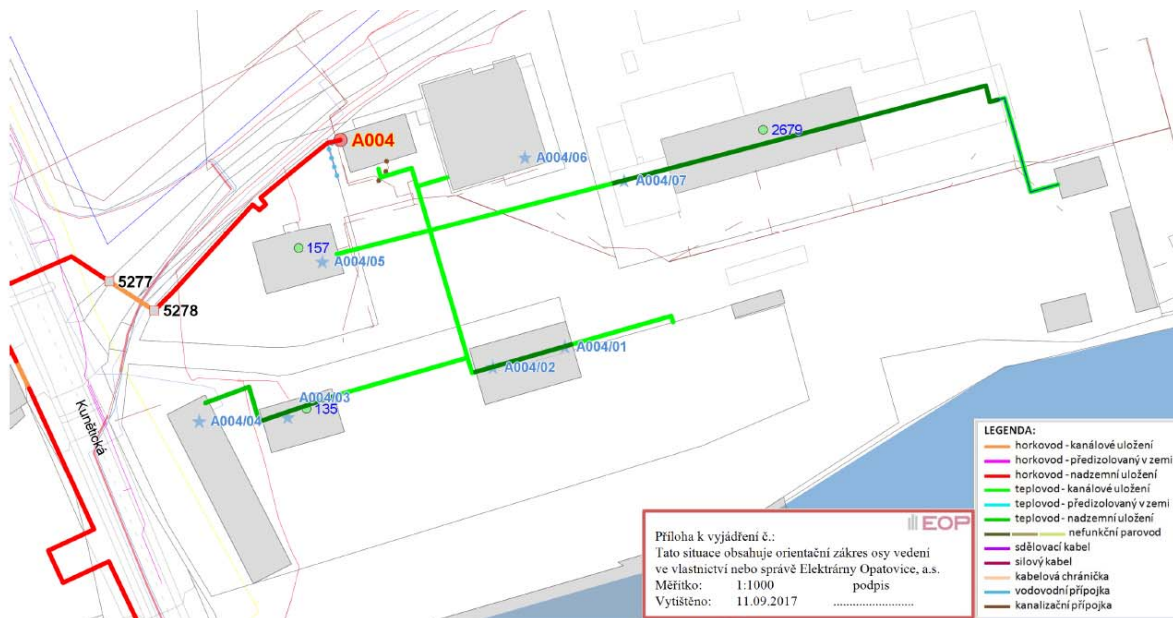 A004
A004/06
2679
A004/07
157
A004/05
5277
5278
A004/01
A004/02
A004/03
135
A004/04
Kunětická
LEGENDA:
horkovod - kanálové uložení
horkovod - předizolovaný v zemi
horkovod - nadzemní uložení
teplovod - kanálové uložení
teplovod - předizolovaný v zemi
teplovod - nadzemní uložení
nefunkční parovod
sdělovací kabel
silový kabel
kabelová chránička
vodovodní přípojka
kanalizační přípojka
EOP
Příloha k vyjádření č.:
Tato situace obsahuje orientační zákres osy vedení
ve vlastnictví nebo správě Elektrárny Opatovice, a.s.
Měřítko: 1:1000 podpis
Vytištěno: 11.09.2017 ........................